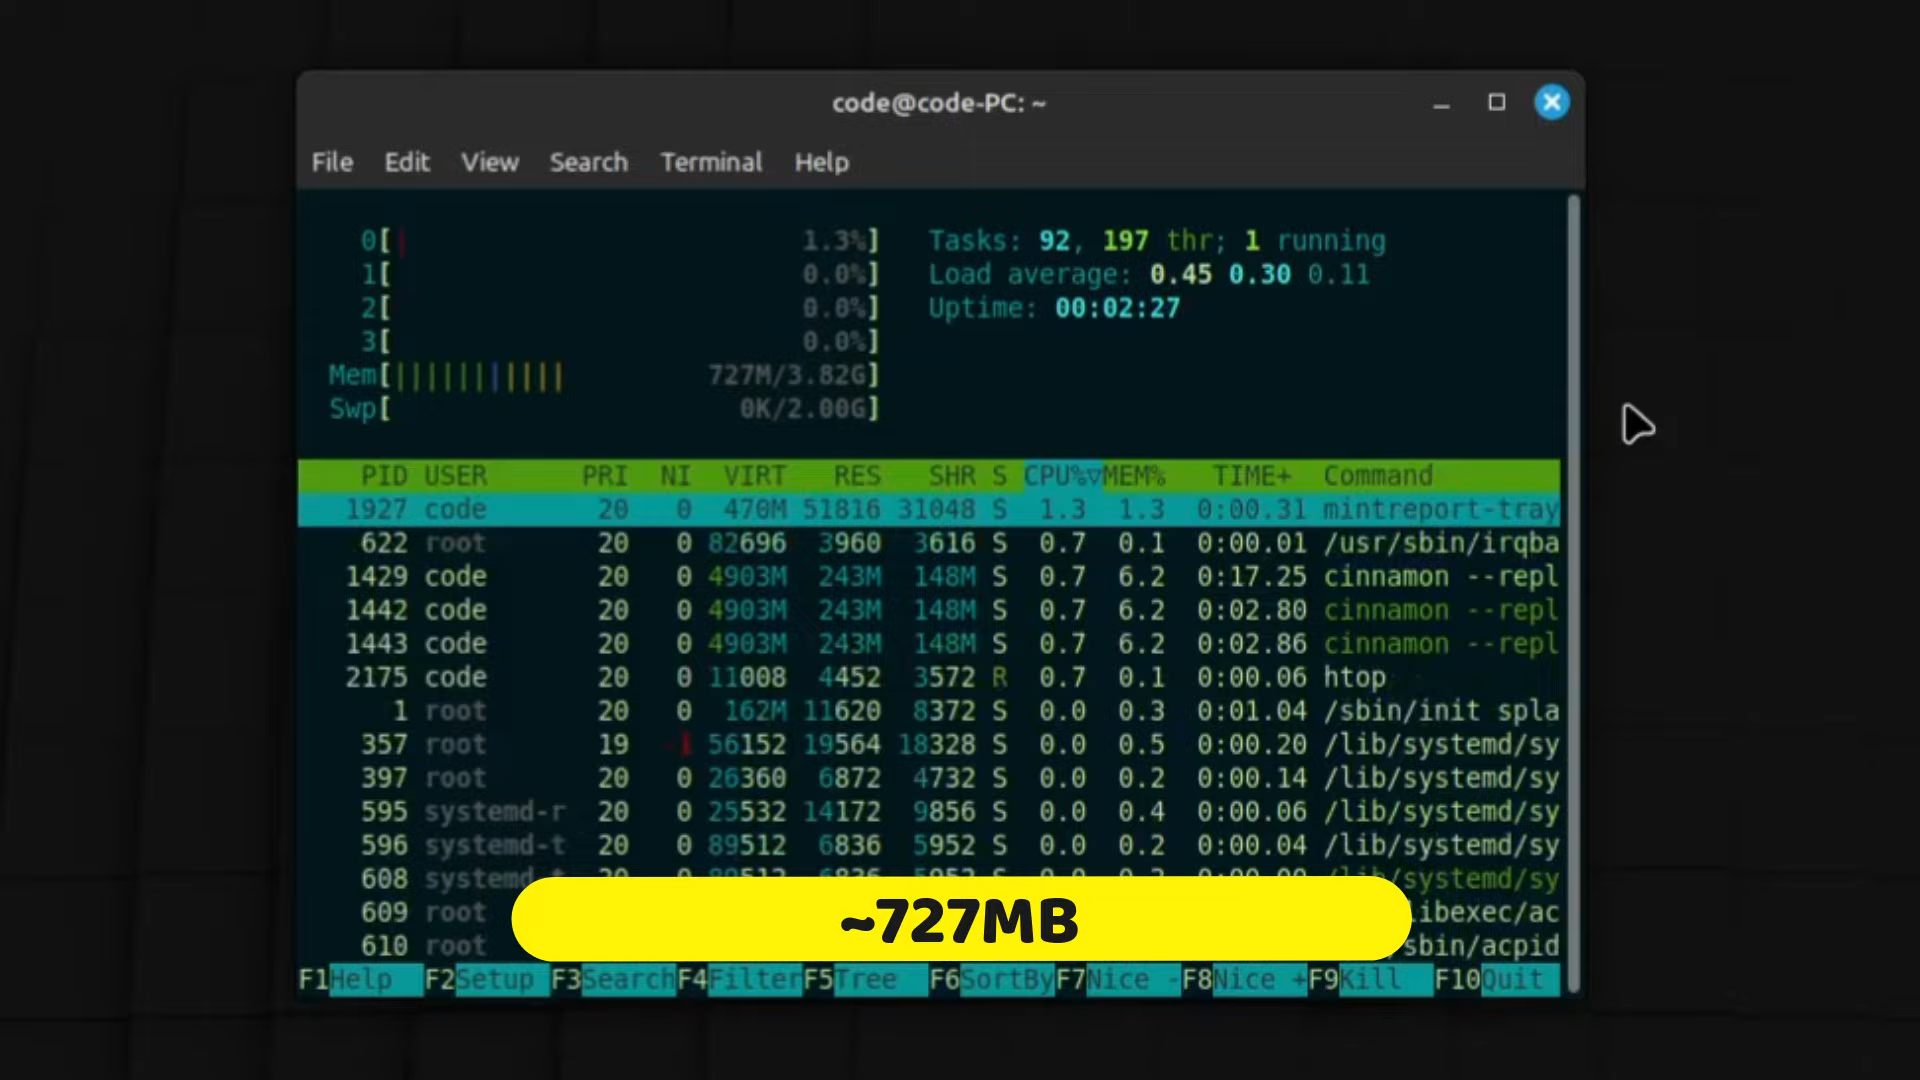 code@code-PC: ~
File Edit View Search Terminal Help
0[| 1.3%] Tasks: 92, 197 thr; 1 running
1[ 0.0%] Load average: 0.45 0.30 0.11
2[ 0.0%] Uptime: 00:02:27
3[ 0.0%]
Mem[||||||||||| 727M/3.82G]
Swp[ 0K/2.00G]
PID USER PRI NI VIRT RES SHR S CPU%▽MEM% TIME+ Command
1927 code 20 0 470M 51816 31048 S 1.3 1.3 0:00.31 mintreport-tray
622 root 20 0 82696 3960 3616 S 0.7 0.1 0:00.01 /usr/sbin/irqba
1429 code 20 0 4903M 243M 148M S 0.7 6.2 0:17.25 cinnamon --repl
1442 code 20 0 4903M 243M 148M S 0.7 6.2 0:02.80 cinnamon --repl
1443 code 20 0 4903M 243M 148M S 0.7 6.2 0:02.86 cinnamon --repl
2175 code 20 0 11008 4452 3572 R 0.7 0.1 0:00.06 htop
1 root 20 0 162M 11620 8372 S 0.0 0.3 0:01.04 /sbin/init spla
357 root 19 -1 56152 19564 18328 S 0.0 0.5 0:00.20 /lib/systemd/sy
397 root 20 0 26360 6872 4732 S 0.0 0.2 0:00.14 /lib/systemd/sy
595 systemd-r 20 0 25532 14172 9856 S 0.0 0.4 0:00.06 /lib/systemd/sy
596 systemd-t 20 0 89512 6836 5952 S 0.0 0.2 0:00.04 /lib/systemd/sy
608 systemd-t /lib/systemd/sy
609 root libexec/ac
610 root sbin/acpid
~727MB
F1Help F2Setup F3SearchF4FilterF5Tree F6SortByF7Nice -F8Nice +F9Kill F10Quit